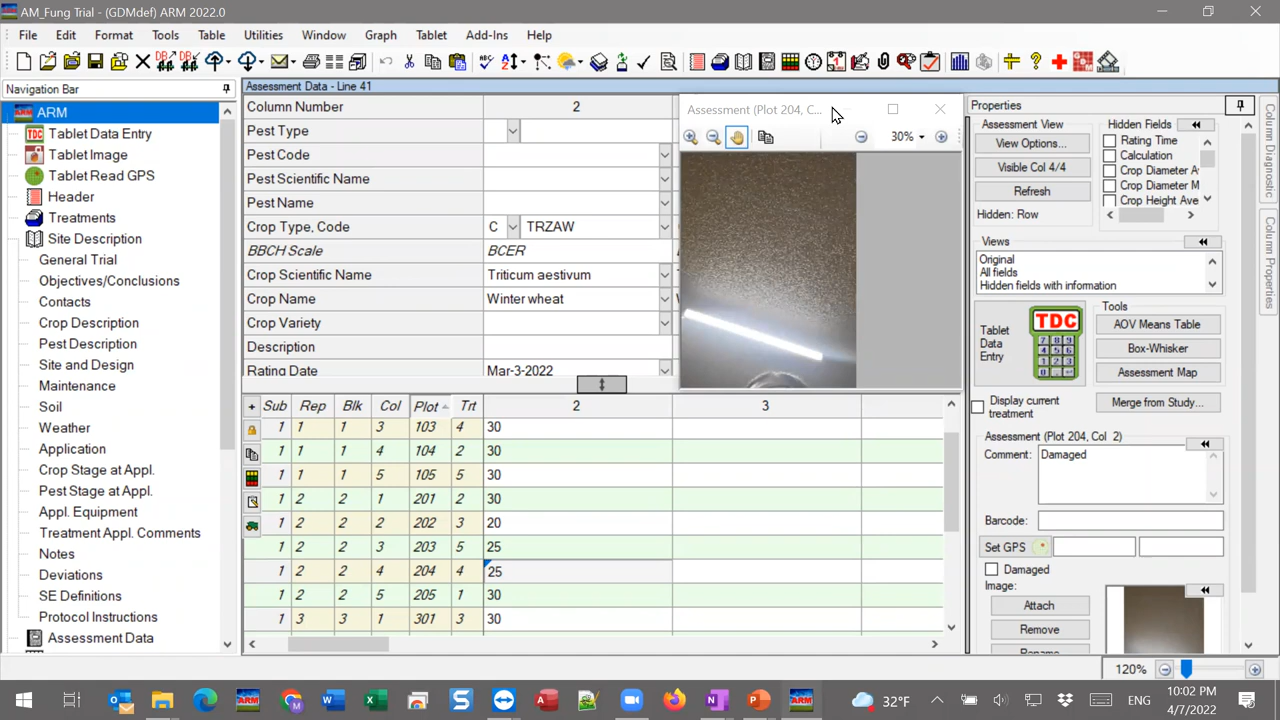 AM_Fung Trial - (GDMdef) ARM 2022.0
File Edit Format Tools Table Utilities Window Graph Tablet Add-Ins Help
Navigation Bar
ARM
Tablet Data Entry
Tablet Image
Tablet Read GPS
Header
Treatments
Site Description
General Trial
Objectives/Conclusions
Contacts
Crop Description
Pest Description
Site and Design
Maintenance
Soil
Weather
Application
Crop Stage at Appl.
Pest Stage at Appl.
Appl. Equipment
Treatment Appl. Comments
Notes
Deviations
SE Definitions
Protocol Instructions
Assessment Data
Assessment Data - Line 41
Column Number 2
Pest Type
Pest Code
Pest Scientific Name
Pest Name
Crop Type, Code C TRZAW
BBCH Scale BCER
Crop Scientific Name Triticum aestivum
Crop Name Winter wheat
Crop Variety
Description
Rating Date Mar-3-2022
Assessment (Plot 204, C...
30%
Sub Rep Blk Col Plot Trt 2 3
1 1 1 3 103 4 30
1 1 1 4 104 2 30
1 1 1 5 105 5 30
1 2 2 1 201 2 30
1 2 2 2 202 3 20
1 2 2 3 203 5 25
1 2 2 4 204 4 25
1 2 2 5 205 1 30
1 3 3 1 301 3 30
Properties
Assessment View
View Options...
Visible Col 4/4
Refresh
Hidden: Row
Hidden Fields
Rating Time
Calculation
Crop Diameter A
Crop Diameter M
Crop Height Ave
Views
Original
All fields
Hidden fields with information
Tablet Data Entry
TDC
Tools
AOV Means Table
Box-Whisker
Assessment Map
Display current treatment
Merge from Study...
Assessment (Plot 204, Col 2)
Comment: Damaged
Barcode:
Set GPS
Damaged
Image:
Attach
Remove
Rename
Column Diagnostic
Column Properties
120%
32°F
ENG
10:02 PM
4/7/2022